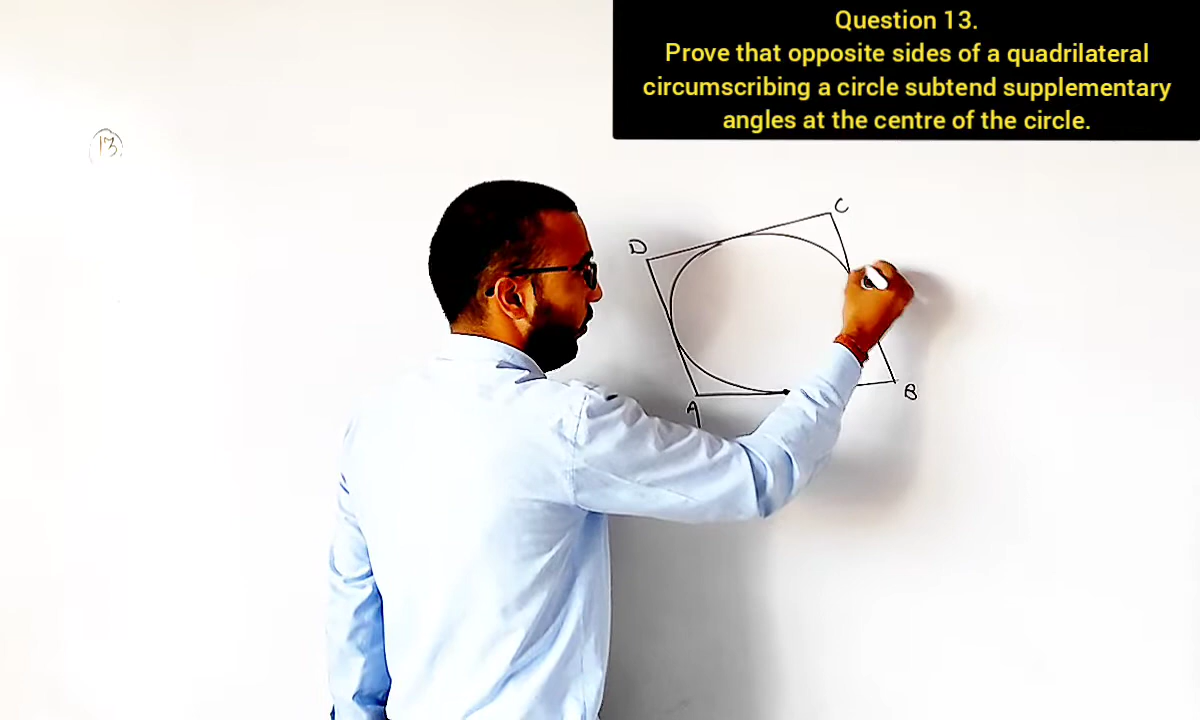 Question 13.
Prove that opposite sides of a quadrilateral
circumscribing a circle subtend supplementary
angles at the centre of the circle.
13
C
D
A
B